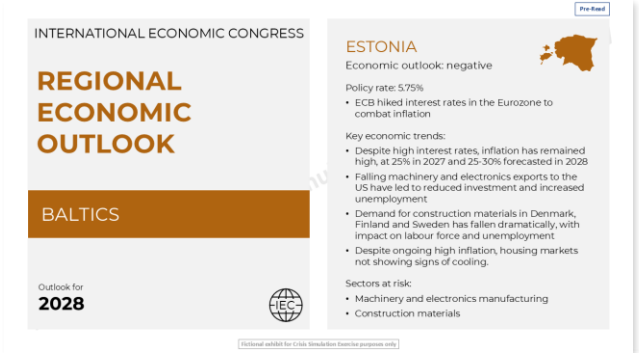 Pre-Read
INTERNATIONAL ECONOMIC CONGRESS
REGIONAL
ECONOMIC
OUTLOOK
BALTICS
Outlook for
2028
IEC
ESTONIA
Economic outlook: negative
Policy rate: 5.75%
• ECB hiked interest rates in the Eurozone to
combat inflation
Key economic trends:
• Despite high interest rates, inflation has remained
high, at 25% in 2027 and 25-30% forecasted in 2028
• Falling machinery and electronics exports to the
US have led to reduced investment and increased
unemployment
• Demand for construction materials in Denmark,
Finland and Sweden has fallen dramatically, with
impact on labour force and unemployment
• Despite ongoing high inflation, housing markets
not showing signs of cooling.
Sectors at risk:
• Machinery and electronics manufacturing
• Construction materials
Fictional exhibit for Crisis Simulation Exercise purposes only